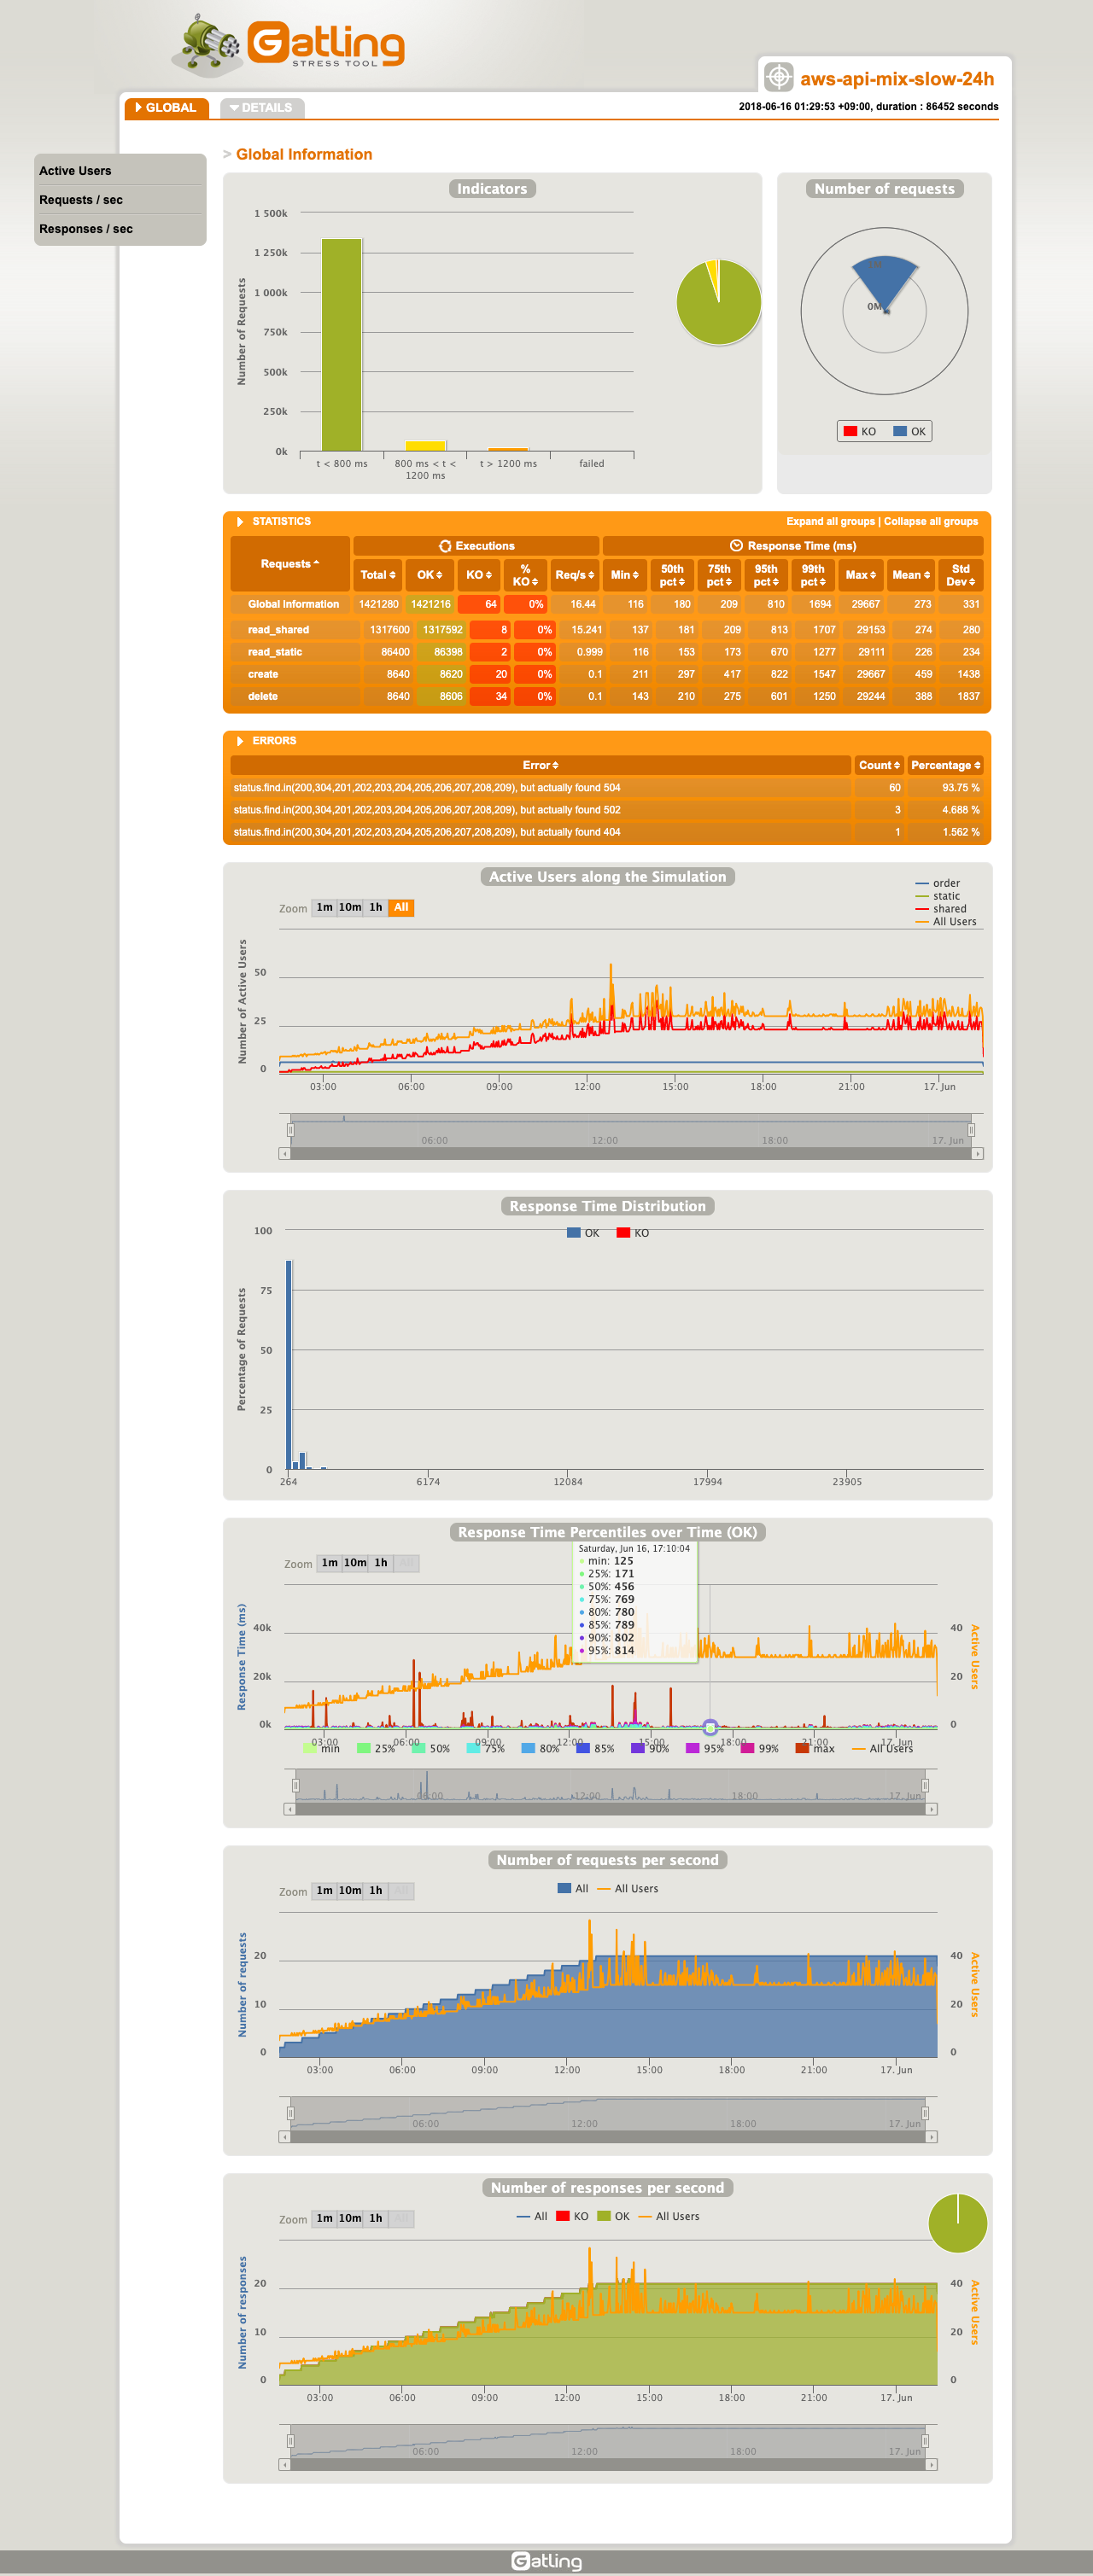 Gatling
STRESS TOOL
aws-api-mix-slow-24h
GLOBAL DETAILS
2018-06-16 01:29:53 +09:00, duration : 86452 seconds
Active Users
Requests / sec
Responses / sec
> Global Information
Indicators
Number of Requests
1 500k
1 250k
1 000k
750k
500k
250k
0k
t < 800 ms 800 ms < t < 1200 ms t > 1200 ms failed
Number of requests
0M
KO OK
STATISTICS Expand all groups | Collapse all groups
Requests Executions Response Time (ms)
Total OK KO % KO Req/s Min 50th pct 75th pct 95th pct 99th pct Max Mean Std Dev
Global Information 1421280 1421216 64 0% 16.44 116 180 209 810 1694 29667 273 331
read_shared 1317600 1317592 8 0% 15.241 137 181 209 813 1707 29153 274 280
read_static 86400 86398 2 0% 0.999 116 153 173 670 1277 29111 226 234
create 8640 8620 20 0% 0.1 211 297 417 822 1547 29667 459 1438
delete 8640 8606 34 0% 0.1 143 210 275 601 1250 29244 388 1837
ERRORS
Error Count Percentage
status.find.in(200,304,201,202,203,204,205,206,207,208,209), but actually found 504 60 93.75 %
status.find.in(200,304,201,202,203,204,205,206,207,208,209), but actually found 502 3 4.688 %
status.find.in(200,304,201,202,203,204,205,206,207,208,209), but actually found 404 1 1.562 %
Active Users along the Simulation
order
static
shared
All Users
Zoom 1m 10m 1h All
Number of Active Users
50
25
0
03:00 06:00 09:00 12:00 15:00 18:00 21:00 17. Jun
06:00 12:00 18:00 17. Jun
Response Time Distribution
OK KO
Percentage of Requests
100
75
50
25
0
264 6174 12084 17994 23905
Response Time Percentiles over Time (OK)
Zoom 1m 10m 1h All
Saturday, Jun 16, 17:10:04
min: 125
25%: 171
50%: 456
75%: 769
80%: 780
85%: 789
90%: 802
95%: 814
Response Time (ms)
40k
20k
0k
Active Users
40
20
0
03:00 06:00 09:00 12:00 15:00 18:00 21:00 17. Jun
min 25% 50% 75% 80% 85% 90% 95% 99% max All Users
06:00 12:00 18:00 17. Jun
Number of requests per second
Zoom 1m 10m 1h All
All All Users
Number of requests
20
10
0
Active Users
40
20
0
03:00 06:00 09:00 12:00 15:00 18:00 21:00 17. Jun
06:00 12:00 18:00 17. Jun
Number of responses per second
Zoom 1m 10m 1h All
All KO OK All Users
Number of responses
20
10
0
Active Users
40
20
0
03:00 06:00 09:00 12:00 15:00 18:00 21:00 17. Jun
06:00 12:00 18:00 17. Jun
Gatling